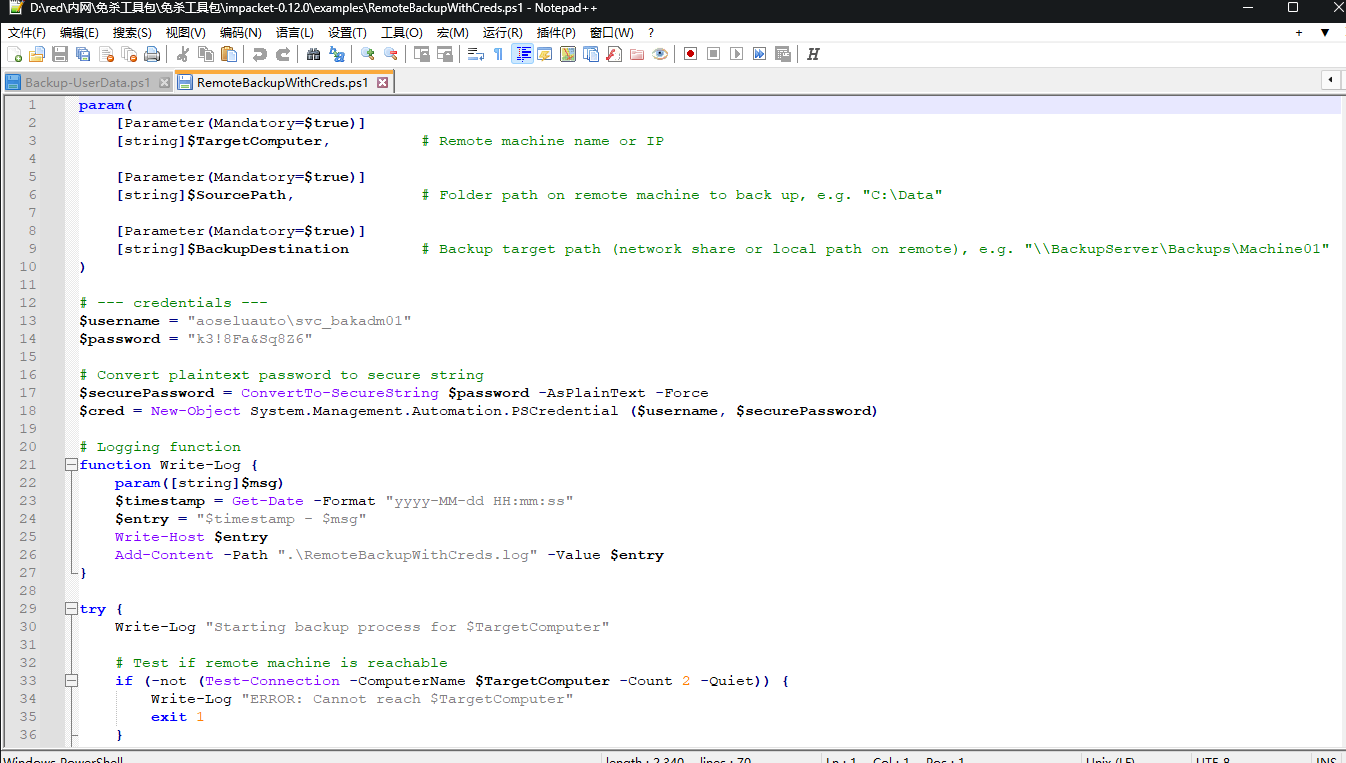 D:\red\内网\免杀工具包\免杀工具包\impacket-0.12.0\examples\RemoteBackupWithCreds.ps1 - Notepad++
文件(F) 编辑(E) 搜索(S) 视图(V) 编码(N) 语言(L) 设置(T) 工具(O) 宏(M) 运行(R) 插件(P) 窗口(W) ? + ▼ X
Backup-UserData.ps1 RemoteBackupWithCreds.ps1
1 param(
2 [Parameter(Mandatory=$true)]
3 [string]$TargetComputer, # Remote machine name or IP
4
5 [Parameter(Mandatory=$true)]
6 [string]$SourcePath, # Folder path on remote machine to back up, e.g. "C:\Data"
7
8 [Parameter(Mandatory=$true)]
9 [string]$BackupDestination # Backup target path (network share or local path on remote), e.g. "\\BackupServer\Backups\Machine01"
10 )
11
12 # --- credentials ---
13 $username = "aoseluauto\svc_bakadm01"
14 $password = "k3!8Fa&Sq8Z6"
15
16 # Convert plaintext password to secure string
17 $securePassword = ConvertTo-SecureString $password -AsPlainText -Force
18 $cred = New-Object System.Management.Automation.PSCredential ($username, $securePassword)
19
20 # Logging function
21 function Write-Log {
22 param([string]$msg)
23 $timestamp = Get-Date -Format "yyyy-MM-dd HH:mm:ss"
24 $entry = "$timestamp - $msg"
25 Write-Host $entry
26 Add-Content -Path ".\RemoteBackupWithCreds.log" -Value $entry
27 }
28
29 try {
30 Write-Log "Starting backup process for $TargetComputer"
31
32 # Test if remote machine is reachable
33 if (-not (Test-Connection -ComputerName $TargetComputer -Count 2 -Quiet)) {
34 Write-Log "ERROR: Cannot reach $TargetComputer"
35 exit 1
36 }
Windows PowerShell length : 2,340 lines : 70 Ln : 1 Col : 1 Pos : 1 Unix (LF) UTF-8 INS